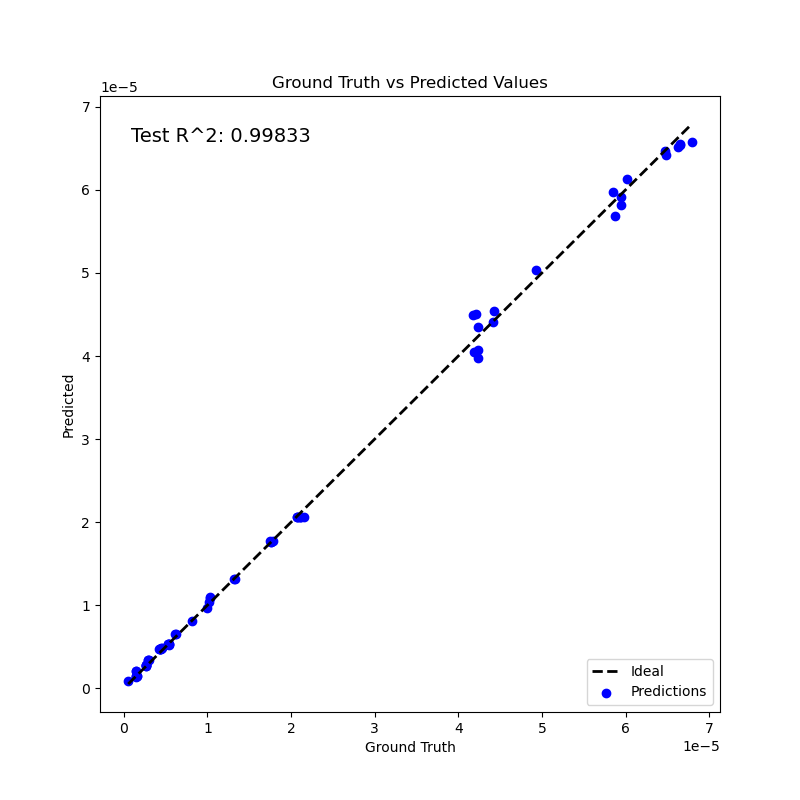 Ground Truth vs Predicted Values
1e−5
Test R^2: 0.99833
7
6
5
4
3
2
1
0
Predicted
Ideal
Predictions
0 1 2 3 4 5 6 7
1e−5
Ground Truth